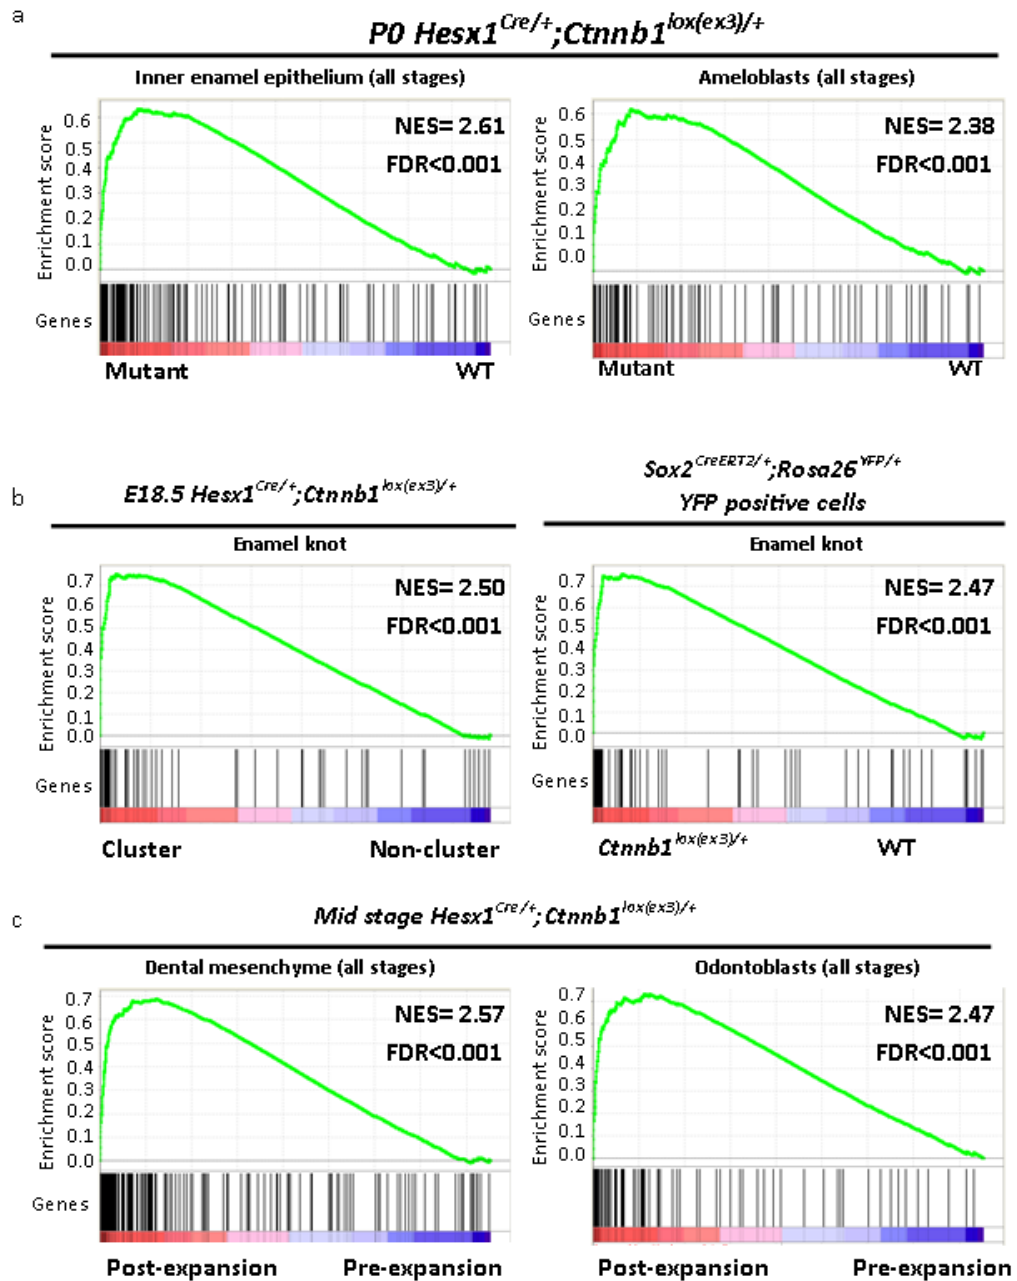 a
P0 Hesx1Cre/+;Ctnnb1lox(ex3)/+
Inner enamel epithelium (all stages)
Enrichment score
0.6
0.5
0.4
0.3
0.2
0.1
0.0
NES= 2.61
FDR<0.001
Genes
Mutant WT
Ameloblasts (all stages)
Enrichment score
0.6
0.5
0.4
0.3
0.2
0.1
0.0
NES= 2.38
FDR<0.001
Genes
Mutant WT
b
E18.5 Hesx1Cre/+;Ctnnb1lox(ex3)/+
Enamel knot
Enrichment score
0.7
0.6
0.5
0.4
0.3
0.2
0.1
0.0
NES= 2.50
FDR<0.001
Genes
Cluster Non-cluster
Sox2CreERT2/+;Rosa26YFP/+
YFP positive cells
Enamel knot
Enrichment score
0.7
0.6
0.5
0.4
0.3
0.2
0.1
0.0
NES= 2.47
FDR<0.001
Genes
Ctnnb1lox(ex3)/+ WT
c
Mid stage Hesx1Cre/+;Ctnnb1lox(ex3)/+
Dental mesenchyme (all stages)
Enrichment score
0.7
0.6
0.5
0.4
0.3
0.2
0.1
0.0
NES= 2.57
FDR<0.001
Genes
Post-expansion Pre-expansion
Odontoblasts (all stages)
Enrichment score
0.7
0.6
0.5
0.4
0.3
0.2
0.1
0.0
NES= 2.47
FDR<0.001
Post-expansion Pre-expansion